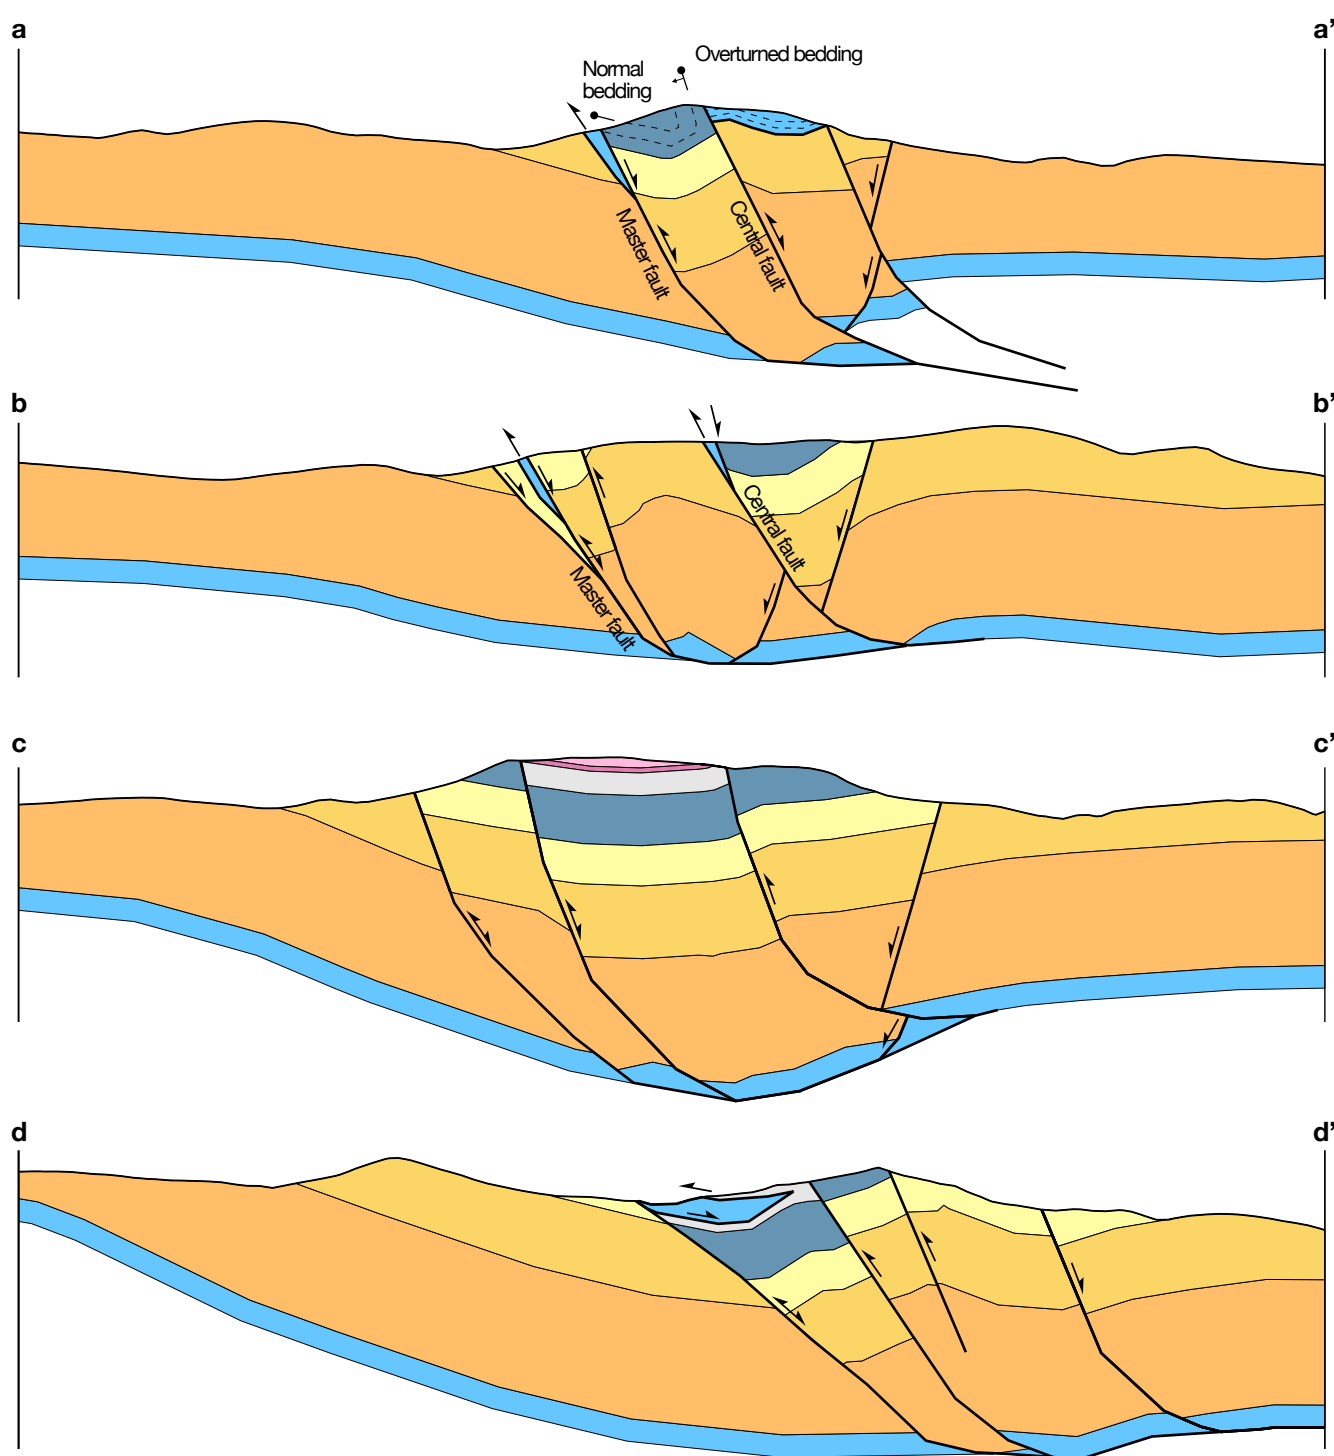 a a’
Overturned bedding
Normal
bedding
Master fault
Central fault
b b’
Central fault
Master fault
c c’
d d’